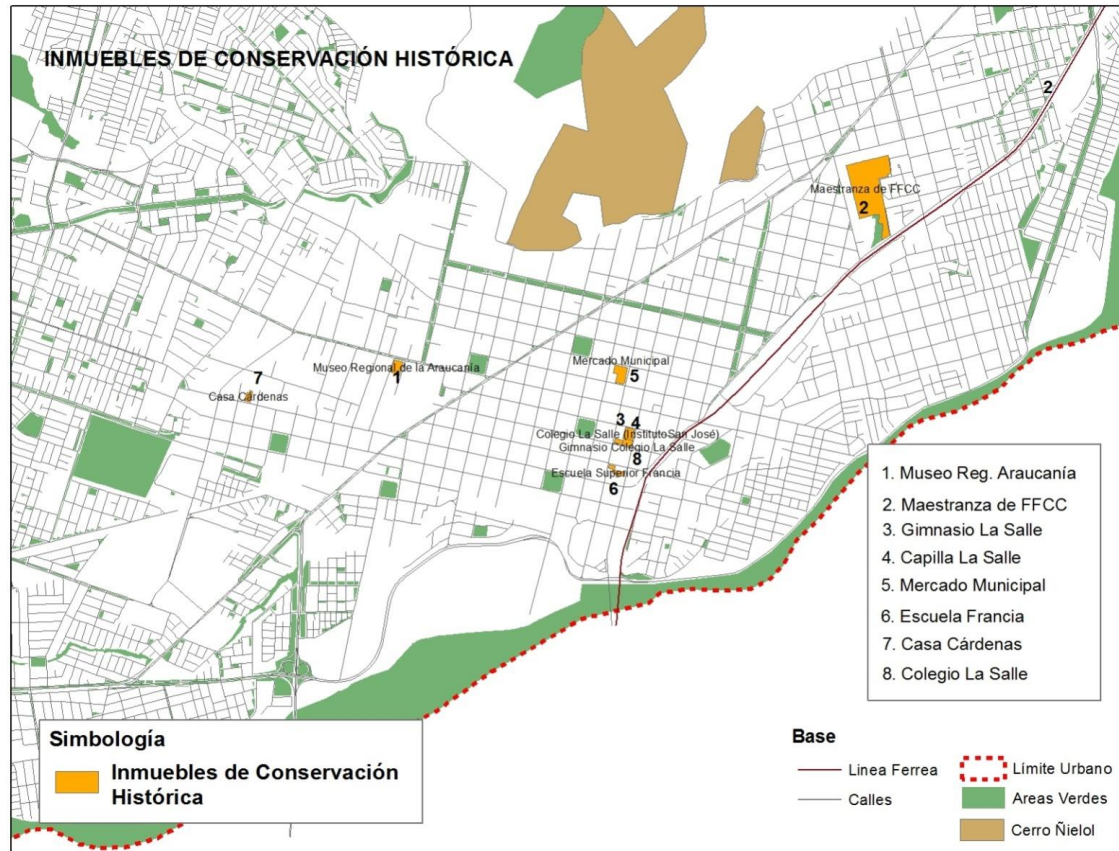 INMUEBLES DE CONSERVACIÓN HISTÓRICA
2
Maestranza de FFCC
2
Museo Regional de la Araucanía
1
7
Casa Cárdenas
Mercado Municipal
5
3
4
Colegio La Salle (InstitutoSan José)
Gimnasio Colegio La Salle
8
Escuela Superior Francia
6
1. Museo Reg. Araucanía
2. Maestranza de FFCC
3. Gimnasio La Salle
4. Capilla La Salle
5. Mercado Municipal
6. Escuela Francia
7. Casa Cárdenas
8. Colegio La Salle
Simbología
Inmuebles de Conservación
Histórica
Base
Linea Ferrea
Calles
Límite Urbano
Areas Verdes
Cerro Ñielol